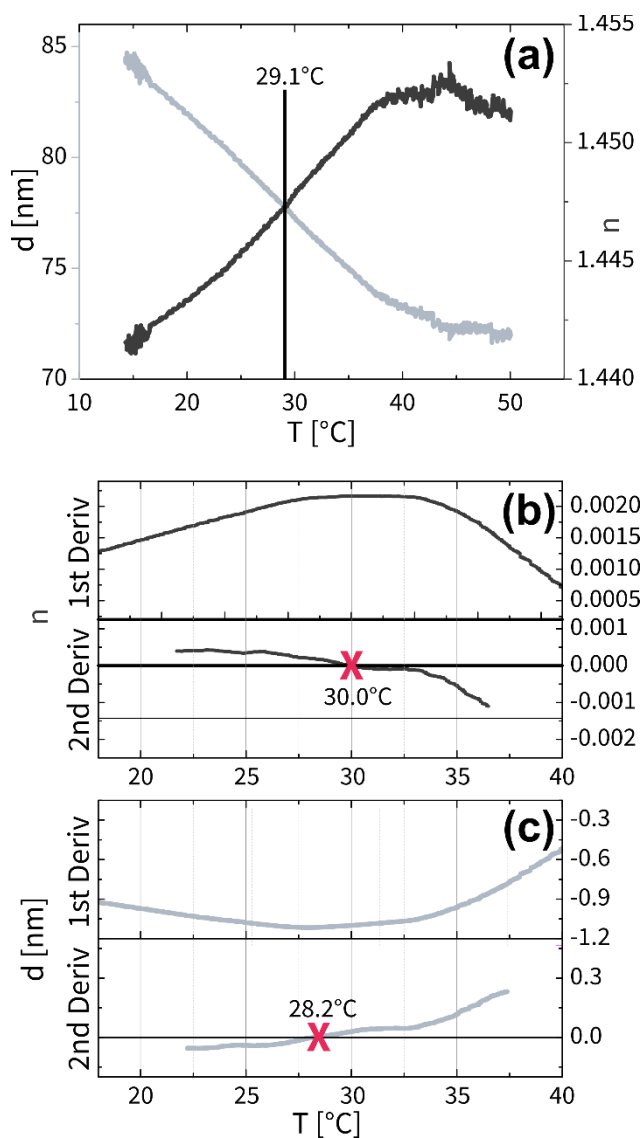 (a)
85
80
75
70
d [nm]
29.1°C
1.455
1.450
1.445
1.440
n
10 20 30 40 50
T [°C]
(b)
1st Deriv
0.0020
0.0015
0.0010
0.0005
n
2nd Deriv
0.001
0.000
-0.001
-0.002
30.0°C
20 25 30 35 40
(c)
1st Deriv
-0.3
-0.6
-0.9
-1.2
d [nm]
2nd Deriv
0.3
0.0
28.2°C
20 25 30 35 40
T [°C]